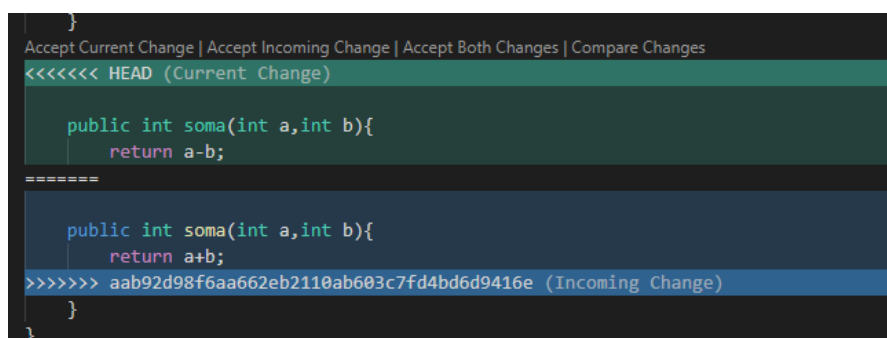 }
Accept Current Change | Accept Incoming Change | Accept Both Changes | Compare Changes
<<<<<<< HEAD (Current Change)
public int soma(int a,int b){
return a-b;
=======
public int soma(int a,int b){
return a+b;
>>>>>>> aab92d98f6aa662eb2110ab603c7fd4bd6d9416e (Incoming Change)
}
}